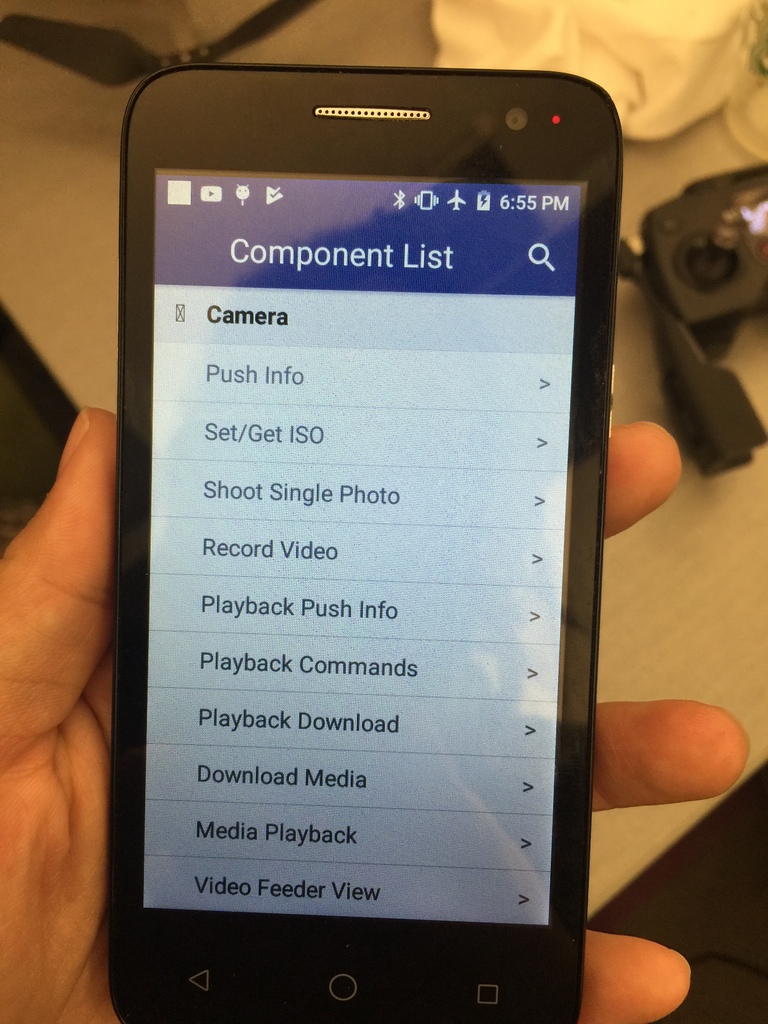 6:55 PM
Component List
Camera
Push Info >
Set/Get ISO >
Shoot Single Photo >
Record Video >
Playback Push Info >
Playback Commands >
Playback Download >
Download Media >
Media Playback >
Video Feeder View >